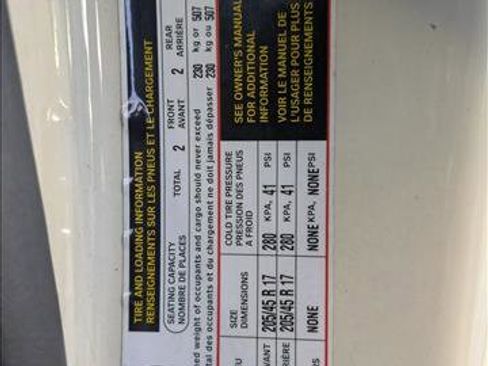 TIRE AND LOADING INFORMATION
RENSEIGNEMENTS SUR LES PNEUS ET LE CHARGEMENT
SEATING CAPACITY
NOMBRE DE PLACES TOTAL 2 FRONT AVANT 2 REAR ARRIÈRE
weight of occupants and cargo should never exceed 230 kg or 507
des occupants et du chargement ne doit jamais dépasser 230 kg ou 507
SIZE
DIMENSIONS
COLD TIRE PRESSURE
PRESSION DES PNEUS
A FROID
SEE OWNER'S MANUAL
FOR ADDITIONAL
INFORMATION
VOIR LE MANUEL DE
L'USAGER POUR PLUS
DE RENSEIGNEMENTS
205/45 R 17 280 KPA, 41 PSI
205/45 R 17 280 KPA, 41 PSI
NONE NONE KPA, NONE PSI